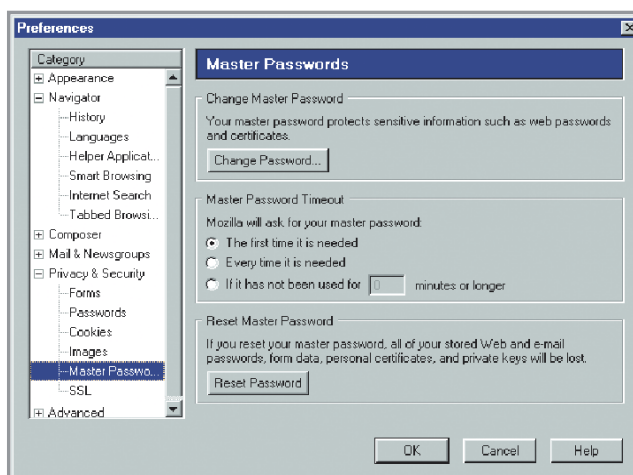 Preferences
Category
Appearance
Navigator
History
Languages
Helper Applicat...
Smart Browsing
Internet Search
Tabbed Browsi...
Composer
Mail & Newsgroups
Privacy & Security
Forms
Passwords
Cookies
Images
Master Passwo...
SSL
Advanced
Master Passwords
Change Master Password
Your master password protects sensitive information such as web passwords
and certificates.
Change Password...
Master Password Timeout
Mozilla will ask for your master password:
The first time it is needed
Every time it is needed
If it has not been used for 0 minutes or longer
Reset Master Password
If you reset your master password, all of your stored Web and e-mail
passwords, form data, personal certificates, and private keys will be lost.
Reset Password
OK Cancel Help